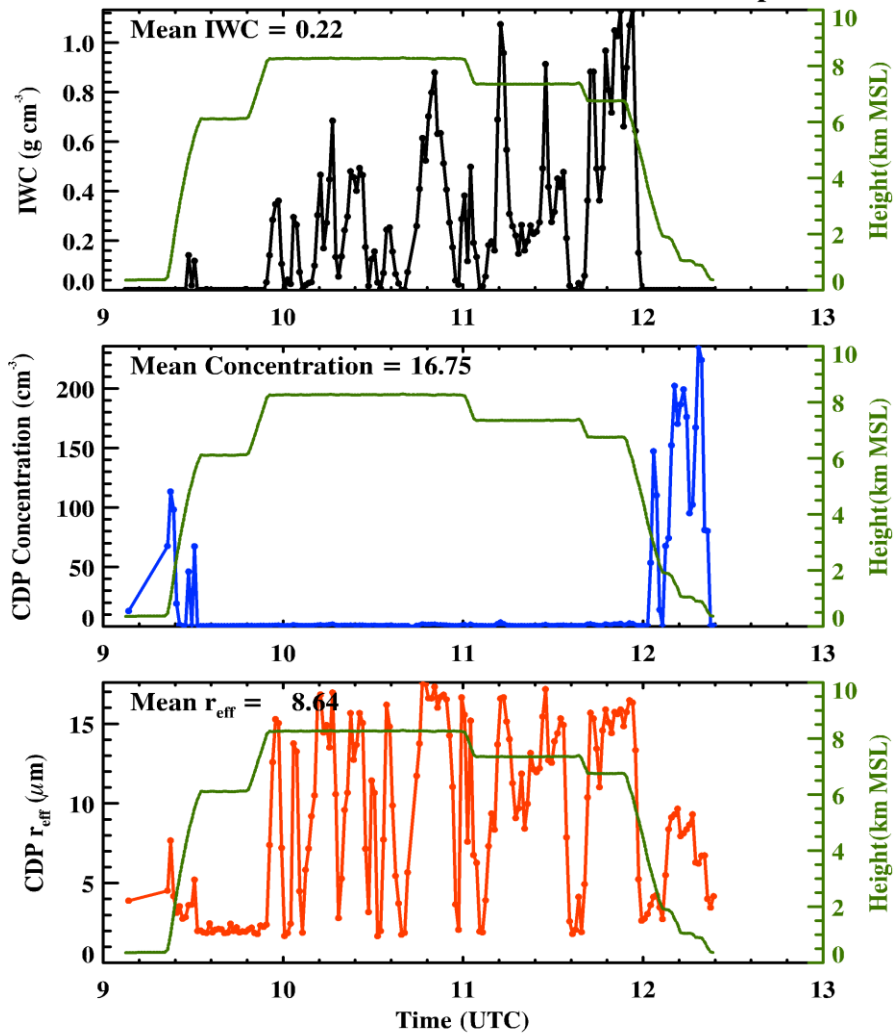 Mean IWC = 0.22
IWC (g cm-3)
1.0
0.8
0.6
0.4
0.2
0.0
10
8
6
4
2
0
Height(km MSL)
9 10 11 12 13
Mean Concentration = 16.75
CDP Concentration (cm-3)
200
150
100
50
0
10
8
6
4
2
0
Height(km MSL)
9 10 11 12 13
Mean reff = 8.64
CDP reff (μm)
15
10
5
0
10
8
6
4
2
0
Height(km MSL)
9 10 11 12 13
Time (UTC)